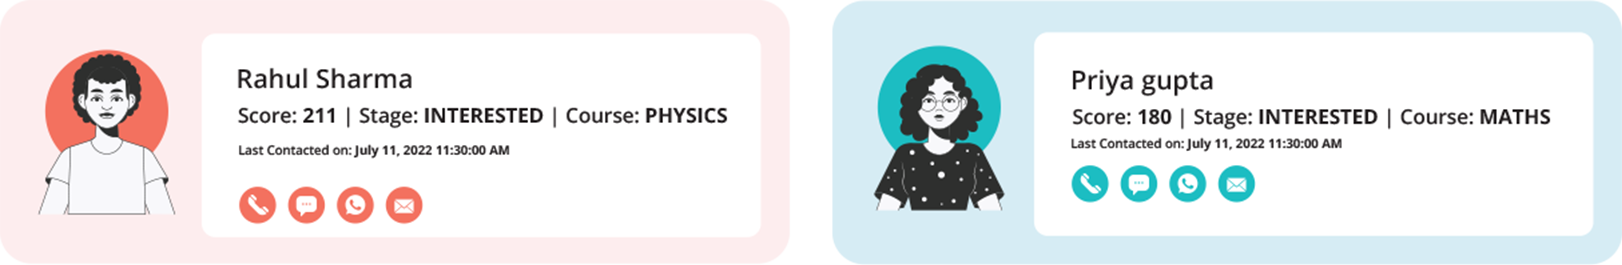 Rahul Sharma
Score: 211 | Stage: INTERESTED | Course: PHYSICS
Last Contacted on: July 11, 2022 11:30:00 AM
Priya gupta
Score: 180 | Stage: INTERESTED | Course: MATHS
Last Contacted on: July 11, 2022 11:30:00 AM